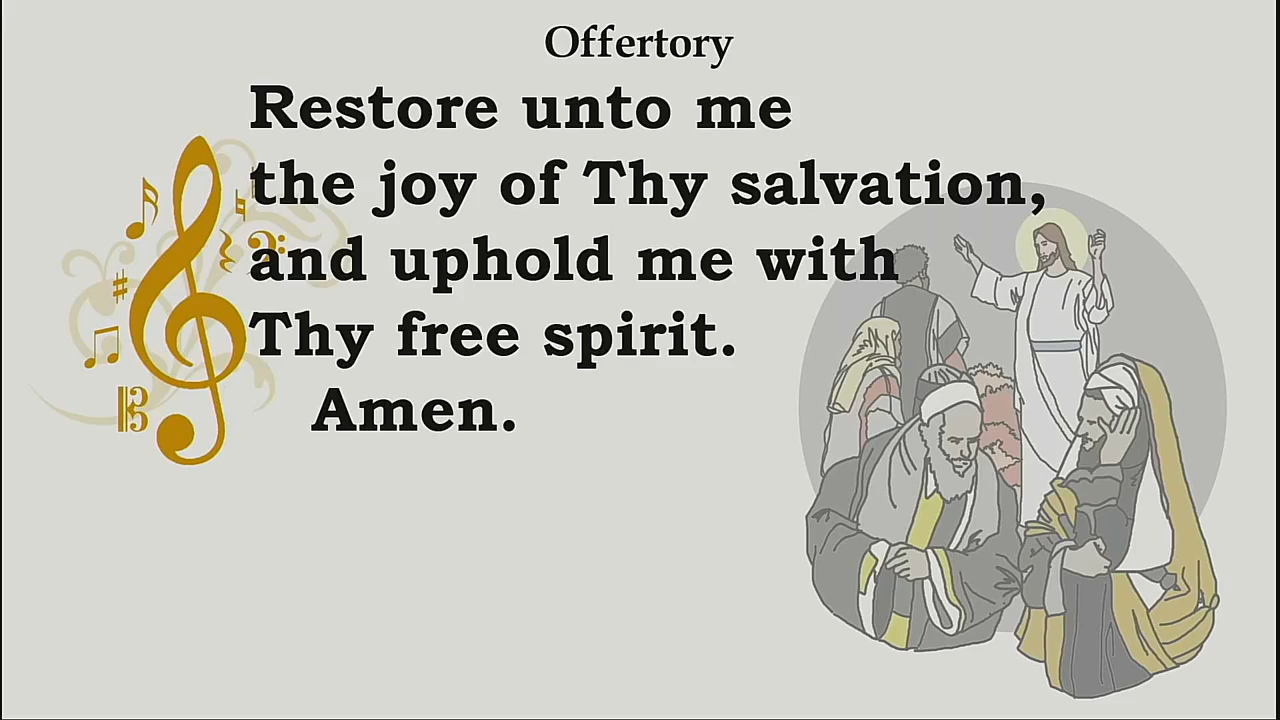 Offertory
Restore unto me
the joy of Thy salvation,
and uphold me with
Thy free spirit.
Amen.